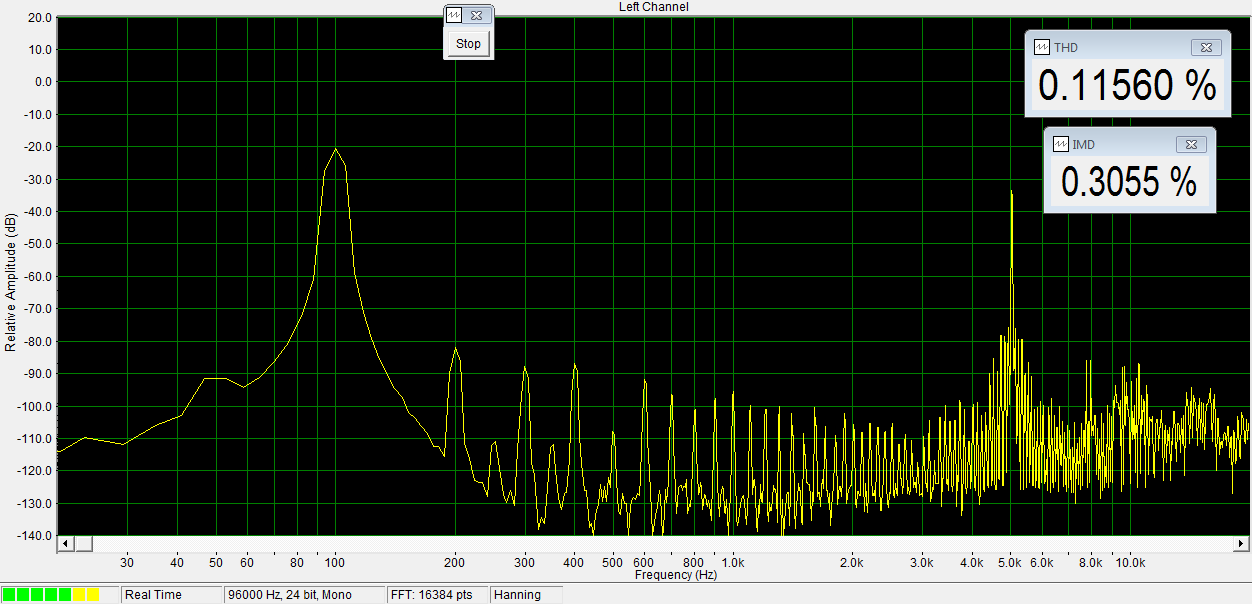 Left Channel
Stop
THD
0.11560 %
IMD
0.3055 %
Relative Amplitude (dB)
20.0
10.0
0.0
-10.0
-20.0
-30.0
-40.0
-50.0
-60.0
-70.0
-80.0
-90.0
-100.0
-110.0
-120.0
-130.0
-140.0
30 40 50 60 80 100 200 300 400 500 600 800 1.0k 2.0k 3.0k 4.0k 5.0k 6.0k 8.0k 10.0k
Frequency (Hz)
Real Time 96000 Hz, 24 bit, Mono FFT: 16384 pts Hanning